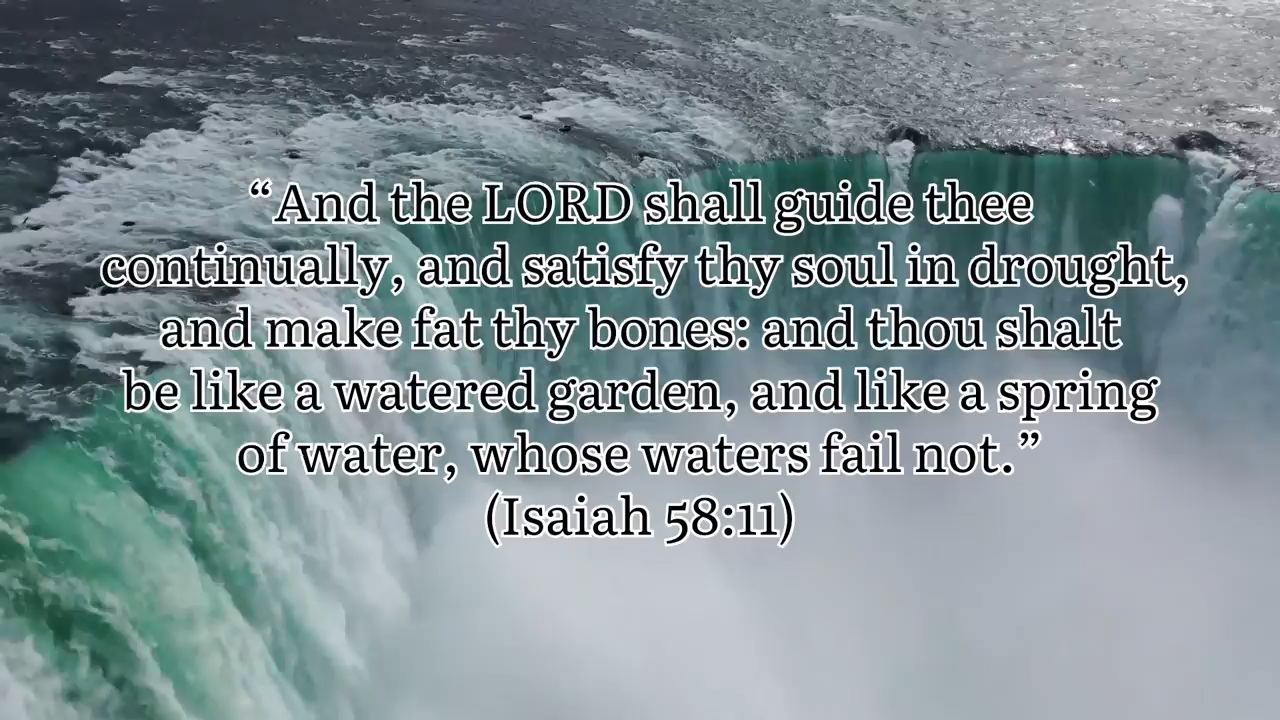 “And the LORD shall guide thee
continually, and satisfy thy soul in drought,
and make fat thy bones: and thou shalt
be like a watered garden, and like a spring
of water, whose waters fail not.”
(Isaiah 58:11)